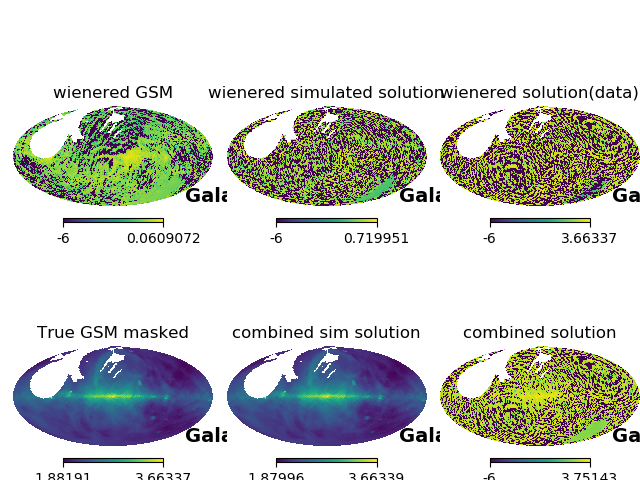 wienered GSM
wienered simulated solution
wienered solution(data)
Gala
Gala
Ga
-6 0.0609072
-6 0.719951
-6 3.66337
True GSM masked
combined sim solution
combined solution
Gala
Gala
Ga
1.88191 3.66337
1.87996 3.66339
-6 3.75143